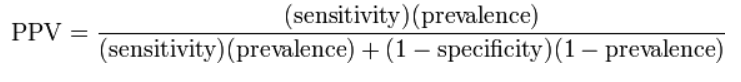 PPV = (sensitivity)(prevalence)
(sensitivity)(prevalence) + (1 − specificity)(1 − prevalence)